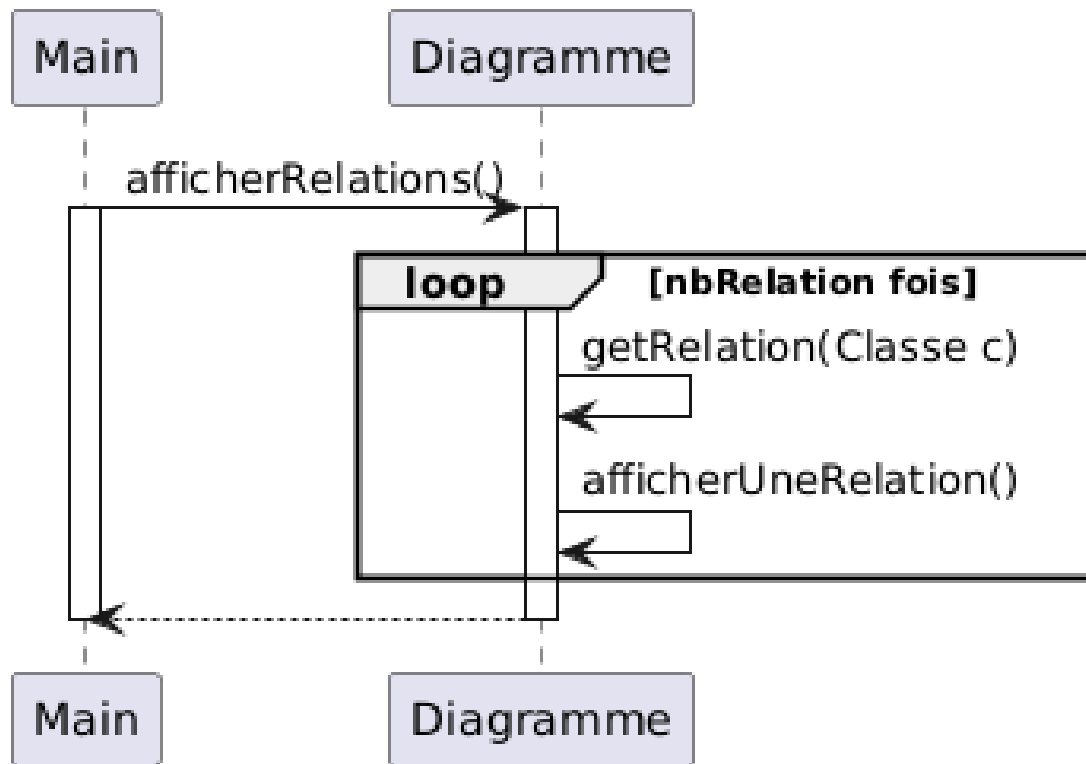 Main Diagramme
afficherRelations()
loop [nbRelation fois]
getRelation(Classe c)
afficherUneRelation()
Main Diagramme